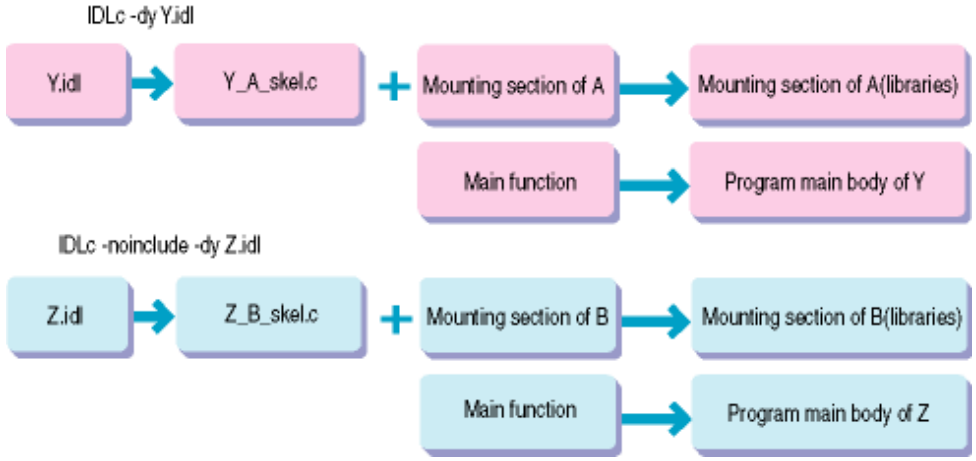 IDLc -dy Y.idl
Y.idl
Y_A_skel.c
+
Mounting section of A
Mounting section of A(libraries)
Main function
Program main body of Y
IDLc -noinclude -dy Z.idl
Z.idl
Z_B_skel.c
+
Mounting section of B
Mounting section of B(libraries)
Main function
Program main body of Z